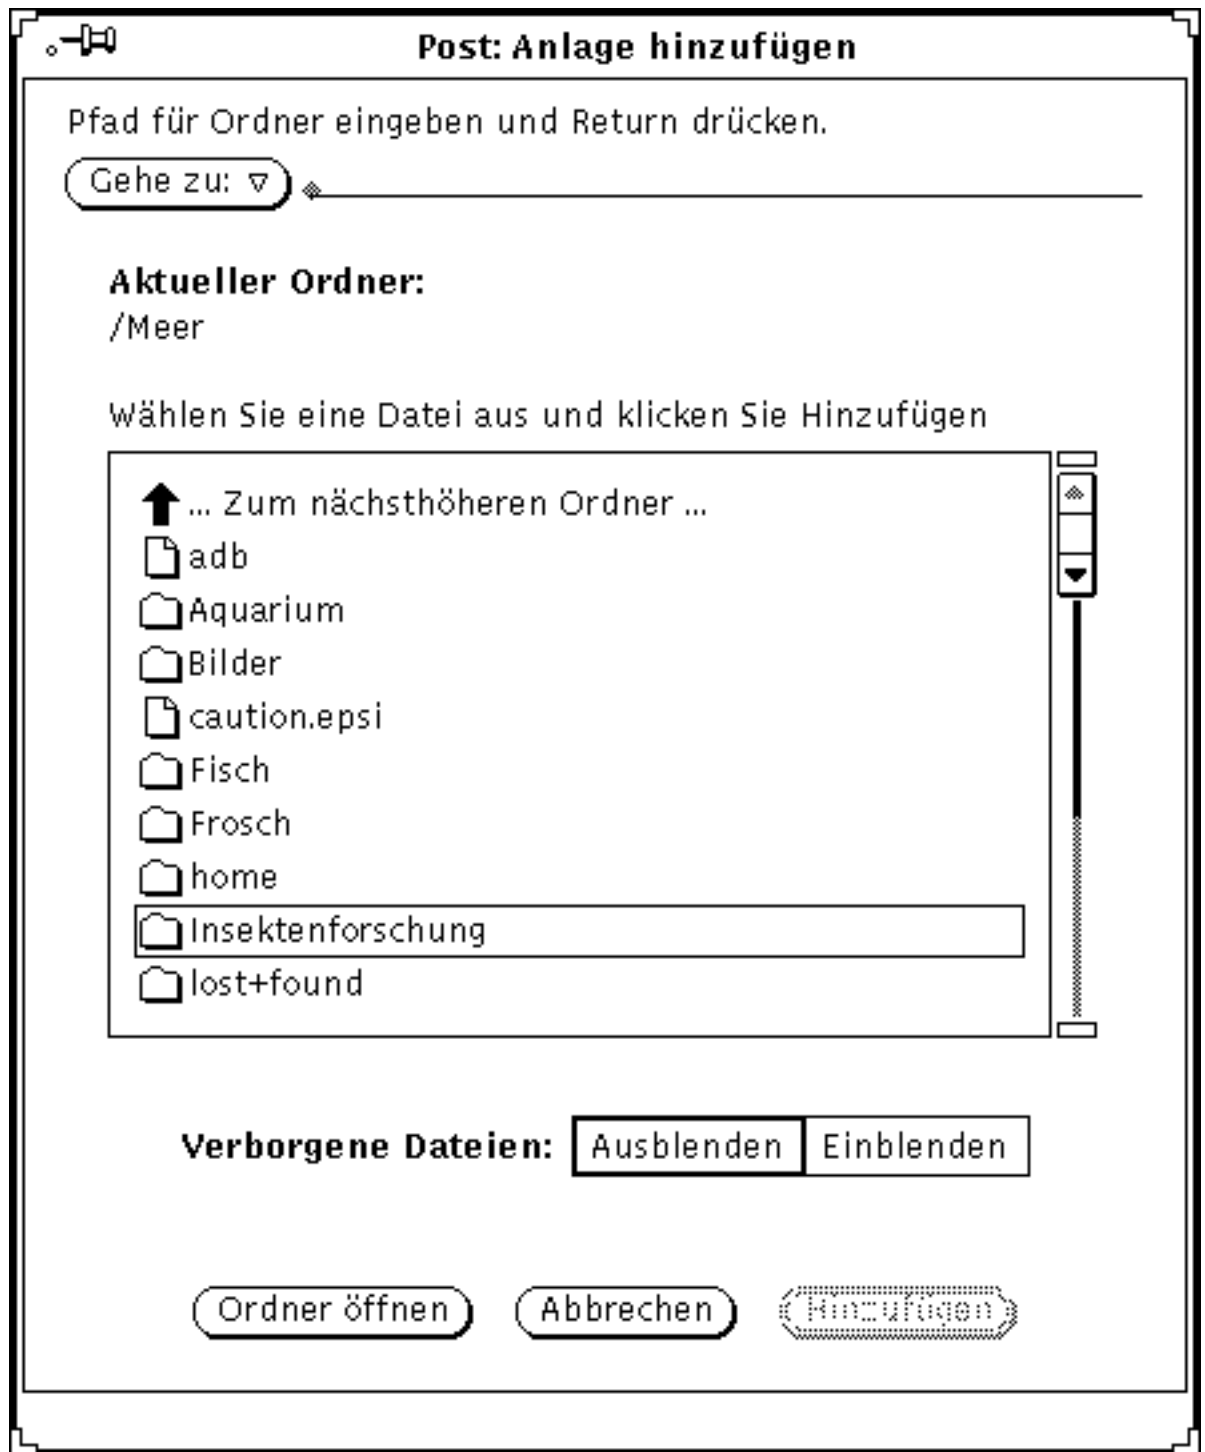 Post: Anlage hinzufügen
Pfad für Ordner eingeben und Return drücken.
Gehe zu:
Aktueller Ordner:
/Meer
Wählen Sie eine Datei aus und klicken Sie Hinzufügen
... Zum nächsthöheren Ordner ...
adb
Aquarium
Bilder
caution.epsi
Fisch
Frosch
home
Insektenforschung
lost+found
Verborgene Dateien: Ausblenden Einblenden
Ordner öffnen Abbrechen Hinzufügen